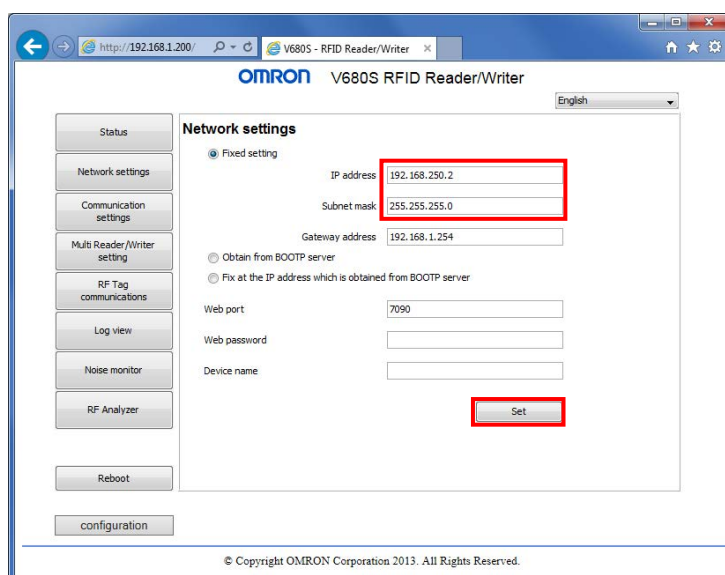 http://192.168.1.200/
V680S - RFID Reader/Writer
OMRON V680S RFID Reader/Writer
English
Status
Network settings
Communication
settings
Multi Reader/Writer
setting
RF Tag
communications
Log view
Noise monitor
RF Analyzer
Reboot
configuration
Network settings
Fixed setting
IP address 192.168.250.2
Subnet mask 255.255.255.0
Gateway address 192.168.1.254
Obtain from BOOTP server
Fix at the IP address which is obtained from BOOTP server
Web port 7090
Web password
Device name
Set
© Copyright OMRON Corporation 2013. All Rights Reserved.